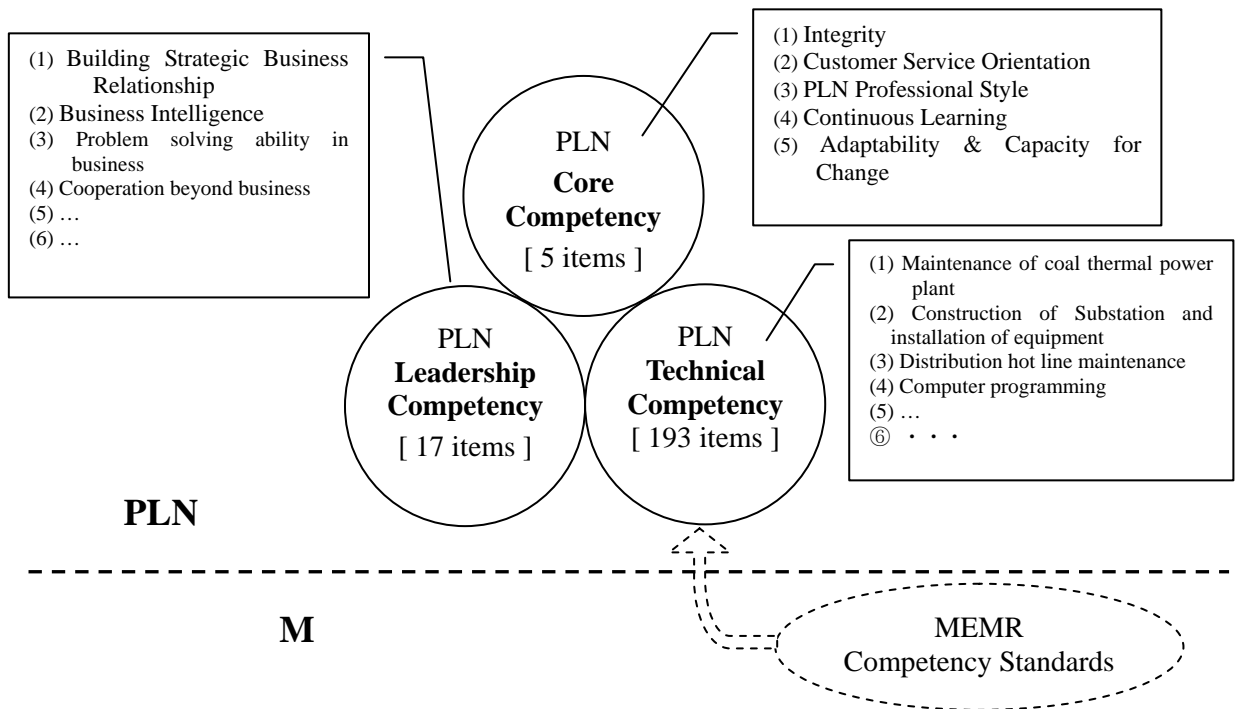 (1) Building Strategic Business
Relationship
(2) Business Intelligence
(3) Problem solving ability in
business
(4) Cooperation beyond business
(5) …
(6) …
(1) Integrity
(2) Customer Service Orientation
(3) PLN Professional Style
(4) Continuous Learning
(5) Adaptability & Capacity for
Change
PLN
Core
Competency
[ 5 items ]
PLN
Leadership
Competency
[ 17 items ]
PLN
Technical
Competency
[ 193 items ]
(1) Maintenance of coal thermal power
plant
(2) Construction of Substation and
installation of equipment
(3) Distribution hot line maintenance
(4) Computer programming
(5) …
⑥ ・・・
PLN
M
MEMR
Competency Standards